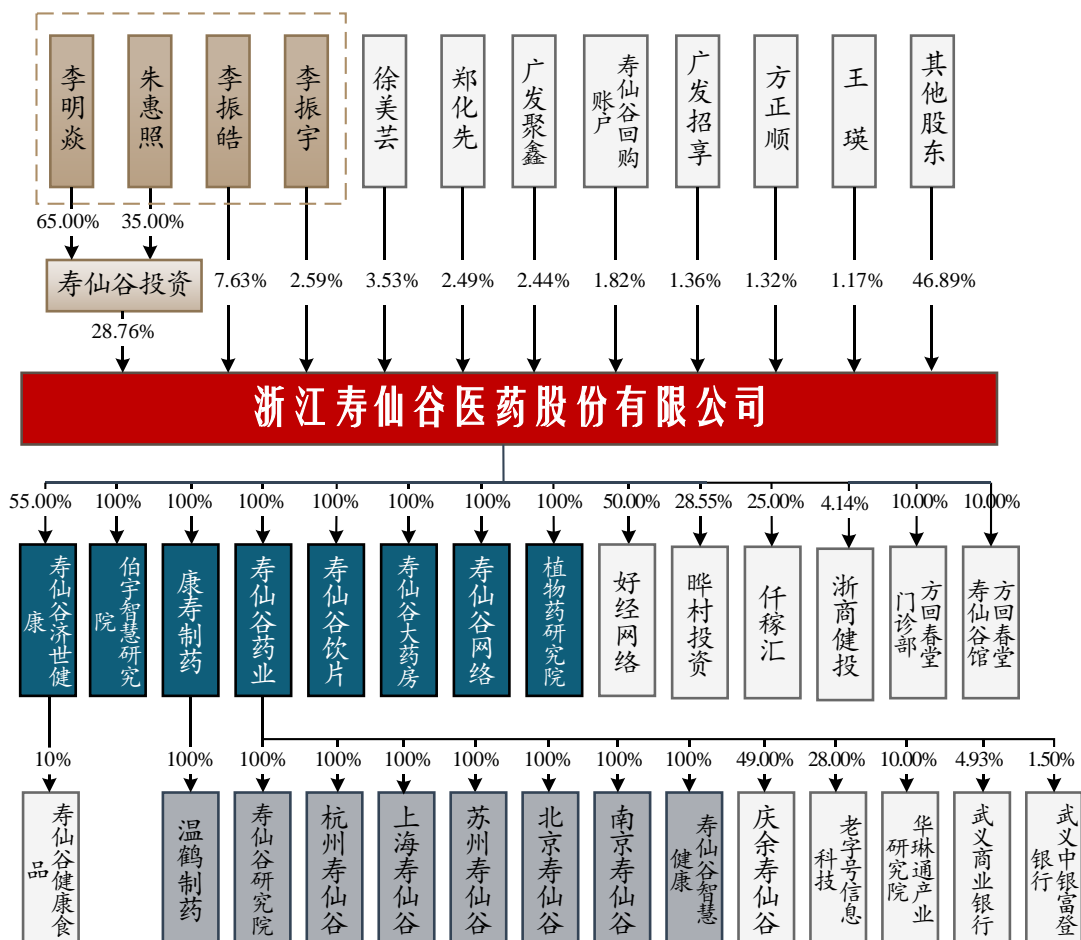 李明焱
朱惠照
李振皓
李振宇
徐美芸
郑化先
广发聚鑫
寿仙谷回购
账户
广发招享
方正顺
王瑛
其他股东
65.00%
35.00%
寿仙谷投资
7.63%
2.59%
3.53%
2.49%
2.44%
1.82%
1.36%
1.32%
1.17%
46.89%
28.76%
浙江寿仙谷医药股份有限公司
55.00%
100%
100%
100%
100%
100%
100%
100%
50.00%
28.55%
25.00%
4.14%
10.00%
10.00%
寿仙谷济世健
康
伯宇智慧研究
院
康寿制药
寿仙谷药业
寿仙谷饮片
寿仙谷大药房
寿仙谷网络
植物药研究院
好经网络
晔村投资
仟稼汇
浙商健投
方回春堂
门诊部
方回春堂
寿仙谷馆
10%
100%
100%
100%
100%
100%
100%
100%
100%
49.00%
28.00%
10.00%
4.93%
1.50%
寿仙谷健康食
品
温鹤制药
寿仙谷研究院
杭州寿仙谷
上海寿仙谷
苏州寿仙谷
北京寿仙谷
南京寿仙谷
寿仙谷智慧
健康
庆余寿仙谷
老字号信息
科技
华琳通产业
研究院
武义商业银行
武义中银富登
银行